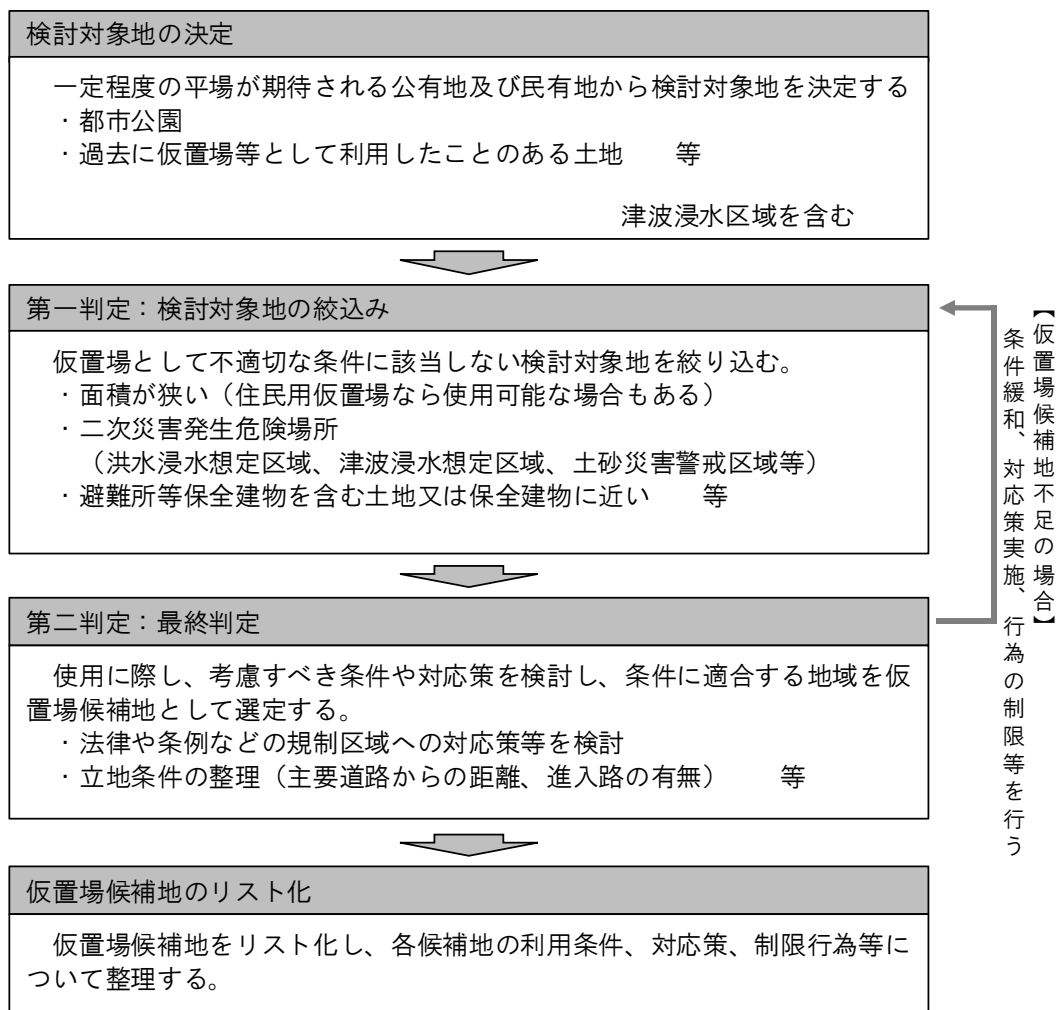 検討対象地の決定
一定程度の平場が期待される公有地及び民有地から検討対象地を決定する
・都市公園
・過去に仮置場等として利用したことのある土地　等
津波浸水区域を含む
第一判定：検討対象地の絞込み
仮置場として不適切な条件に該当しない検討対象地を絞り込む。
・面積が狭い（住民用仮置場なら使用可能な場合もある）
・二次災害発生危険場所
（洪水浸水想定区域、津波浸水想定区域、土砂災害警戒区域等）
・避難所等保全建物を含む土地又は保全建物に近い　等
第二判定：最終判定
使用に際し、考慮すべき条件や対応策を検討し、条件に適合する地域を仮
置場候補地として選定する。
・法律や条例などの規制区域への対応策等を検討
・立地条件の整理（主要道路からの距離、進入路の有無）　等
仮置場候補地のリスト化
仮置場候補地をリスト化し、各候補地の利用条件、対応策、制限行為等に
ついて整理する。
【仮置場候補地不足の場合】
条件緩和、対応策実施、行為の制限等を行う